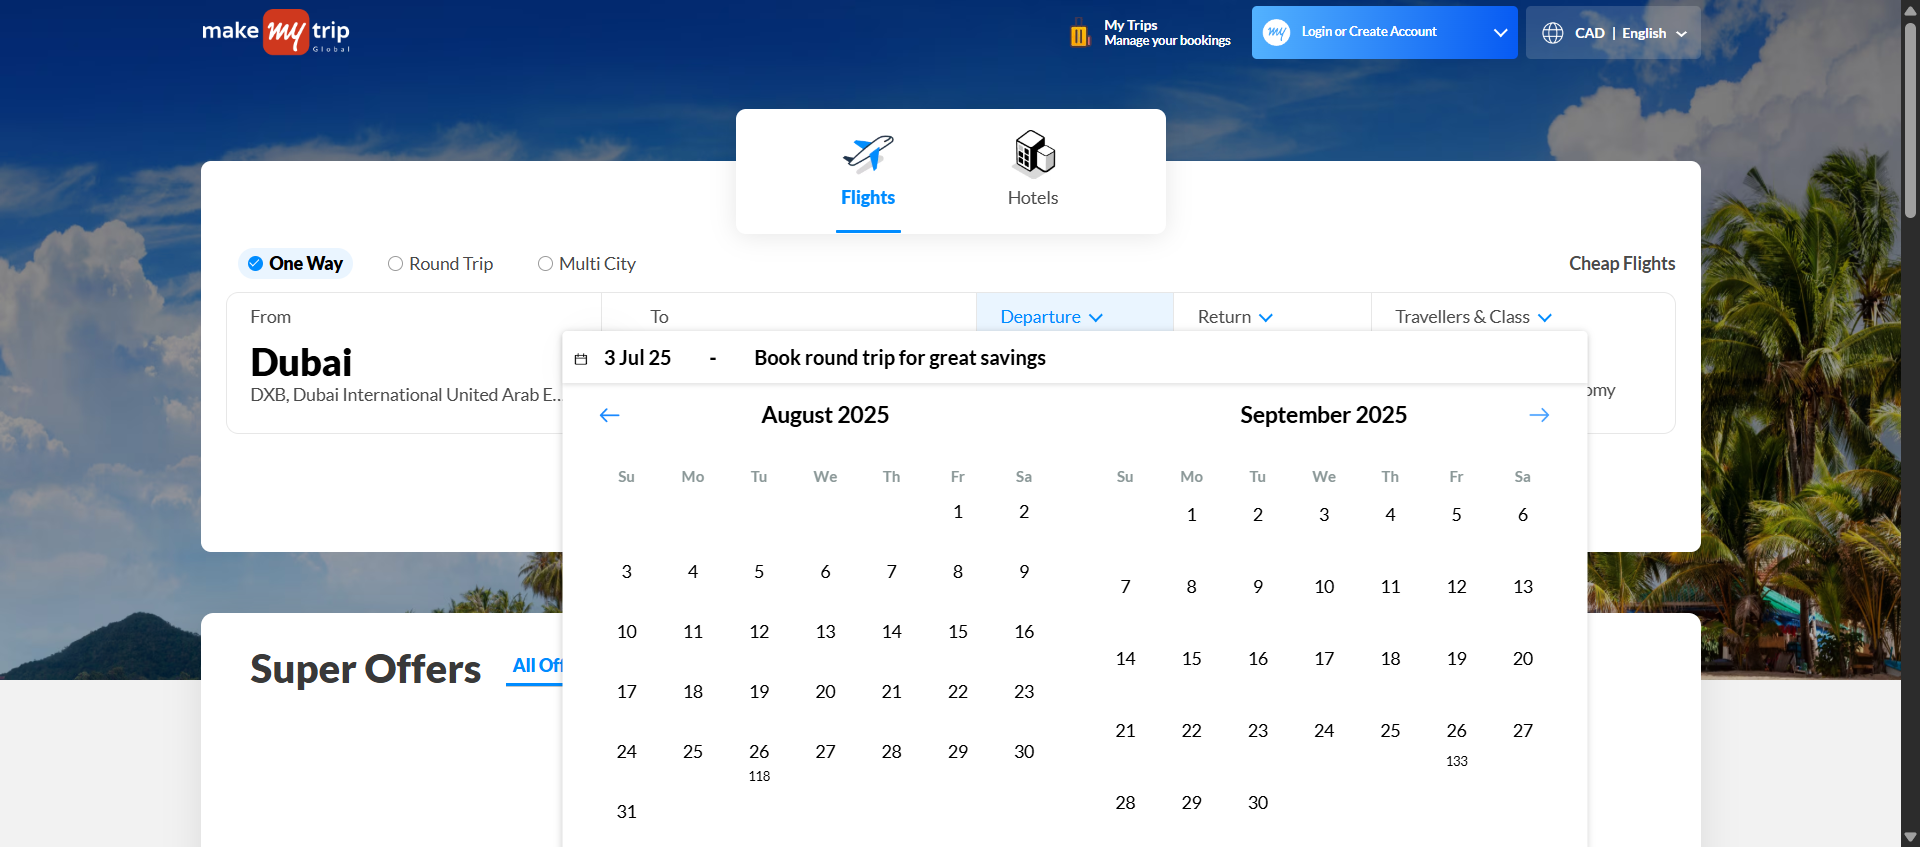 make my trip
Global
My Trips
Manage your bookings
my
Login or Create Account
CAD | English
Flights
Hotels
One Way
Round Trip
Multi City
Cheap Flights
From
To
Departure
Return
Travellers & Class
Dubai
DXB, Dubai International United Arab E...
3 Jul 25 - Book round trip for great savings
omy
August 2025
Su Mo Tu We Th Fr Sa
1 2
3 4 5 6 7 8 9
10 11 12 13 14 15 16
17 18 19 20 21 22 23
24 25 26 27 28 29 30
118
31
September 2025
Su Mo Tu We Th Fr Sa
1 2 3 4 5 6
7 8 9 10 11 12 13
14 15 16 17 18 19 20
21 22 23 24 25 26 27
133
28 29 30
Super Offers
All Off